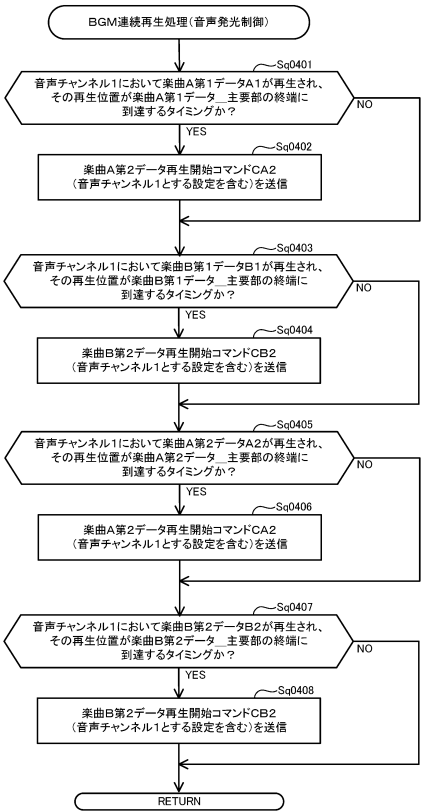 BGM連続再生処理（音声発光制御）
Sq0401
音声チャンネル1において楽曲A第1データA1が再生され、
その再生位置が楽曲A第1データ__主要部の終端に
到達するタイミングか？
NO
YES
Sq0402
楽曲A第2データ再生開始コマンドCA2
（音声チャンネル1とする設定を含む）を送信
Sq0403
音声チャンネル1において楽曲B第1データB1が再生され、
その再生位置が楽曲B第1データ__主要部の終端に
到達するタイミングか？
NO
YES
Sq0404
楽曲B第2データ再生開始コマンドCB2
（音声チャンネル1とする設定を含む）を送信
Sq0405
音声チャンネル1において楽曲A第2データA2が再生され、
その再生位置が楽曲A第2データ__主要部の終端に
到達するタイミングか？
NO
YES
Sq0406
楽曲A第2データ再生開始コマンドCA2
（音声チャンネル1とする設定を含む）を送信
Sq0407
音声チャンネル1において楽曲B第2データB2が再生され、
その再生位置が楽曲B第2データ__主要部の終端に
到達するタイミングか？
NO
YES
Sq0408
楽曲B第2データ再生開始コマンドCB2
（音声チャンネル1とする設定を含む）を送信
RETURN